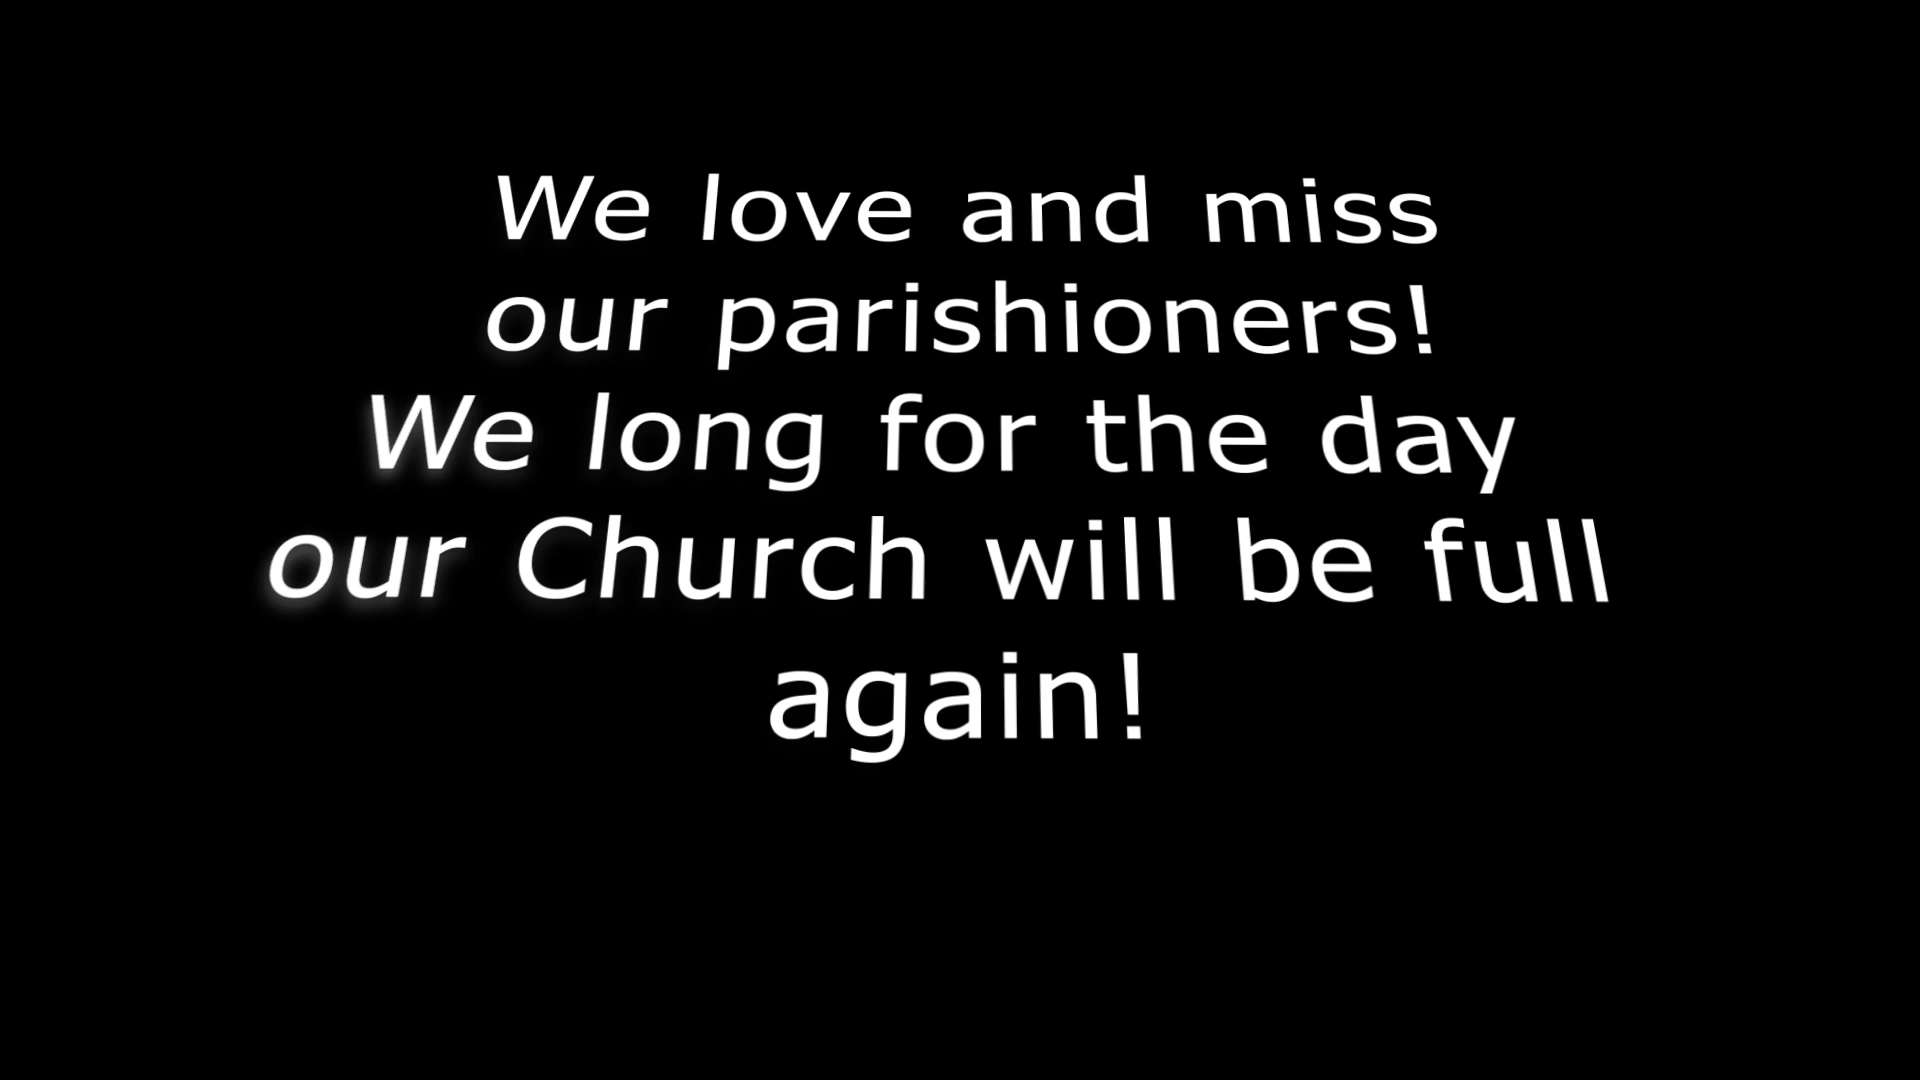 We love and miss
our parishioners!
We long for the day
our Church will be full
again!